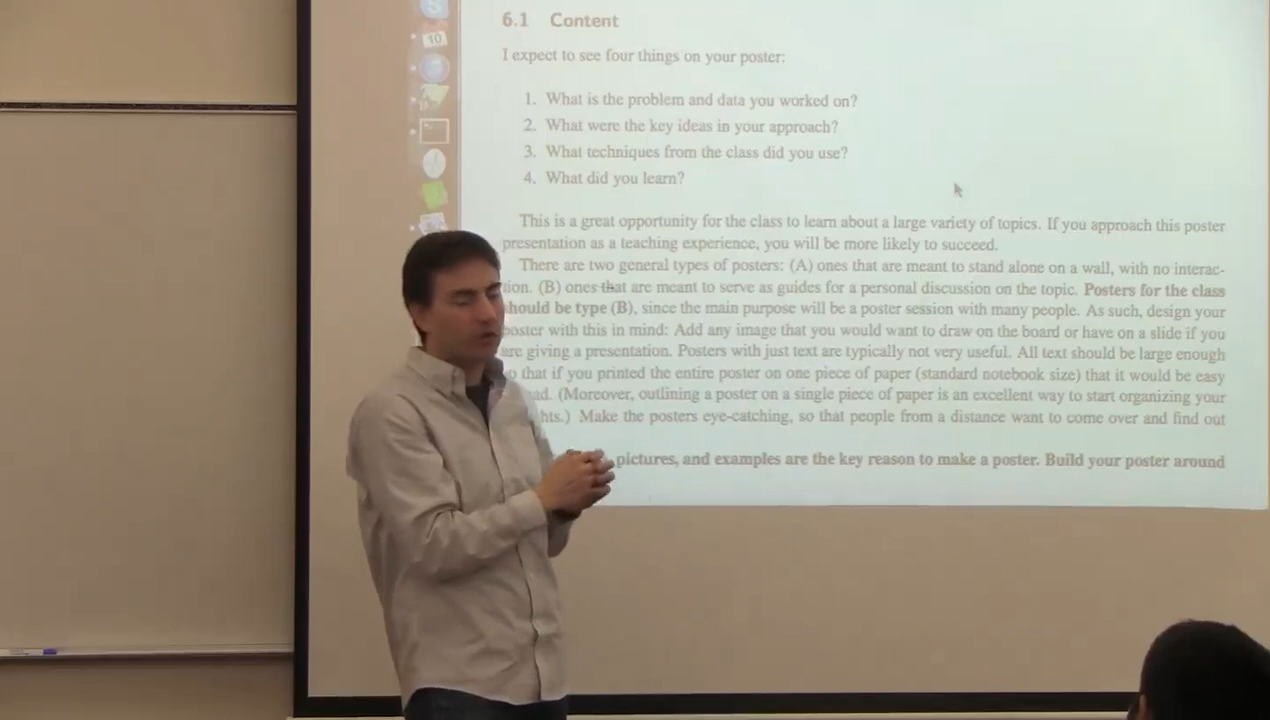 6.1 Content
I expect to see four things on your poster:
1. What is the problem and data you worked on?
2. What were the key ideas in your approach?
3. What techniques from the class did you use?
4. What did you learn?
This is a great opportunity for the class to learn about a large variety of topics. If you approach this poster
presentation as a teaching experience, you will be more likely to succeed.
There are two general types of posters: (A) ones that are meant to stand alone on a wall, with no interac-
tion. (B) ones that are meant to serve as guides for a personal discussion on the topic. Posters for the class
should be type (B), since the main purpose will be a poster session with many people. As such, design your
poster with this in mind: Add any image that you would want to draw on the board or have on a slide if you
are giving a presentation. Posters with just text are typically not very useful. All text should be large enough
so that if you printed the entire poster on one piece of paper (standard notebook size) that it would be easy
(Moreover, outlining a poster on a single piece of paper is an excellent way to start organizing your
Make the posters eye-catching, so that people from a distance want to come over and find out
pictures, and examples are the key reason to make a poster. Build your poster around
10